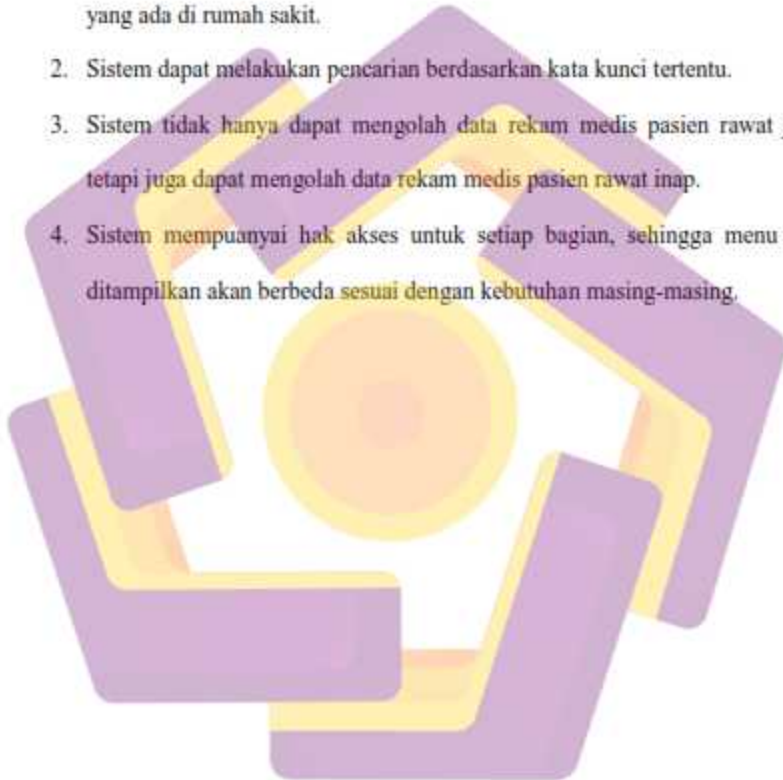 yang ada di rumah sakit.
2. Sistem dapat melakukan pencarian berdasarkan kata kunci tertentu.
3. Sistem tidak hanya dapat mengolah data rekam medis pasien rawat
tetapi juga dapat mengolah data rekam medis pasien rawat inap.
4. Sistem mempuanyai hak akses untuk setiap bagian, sehingga menu
ditampilkan akan berbeda sesuai dengan kebutuhan masing-masing.